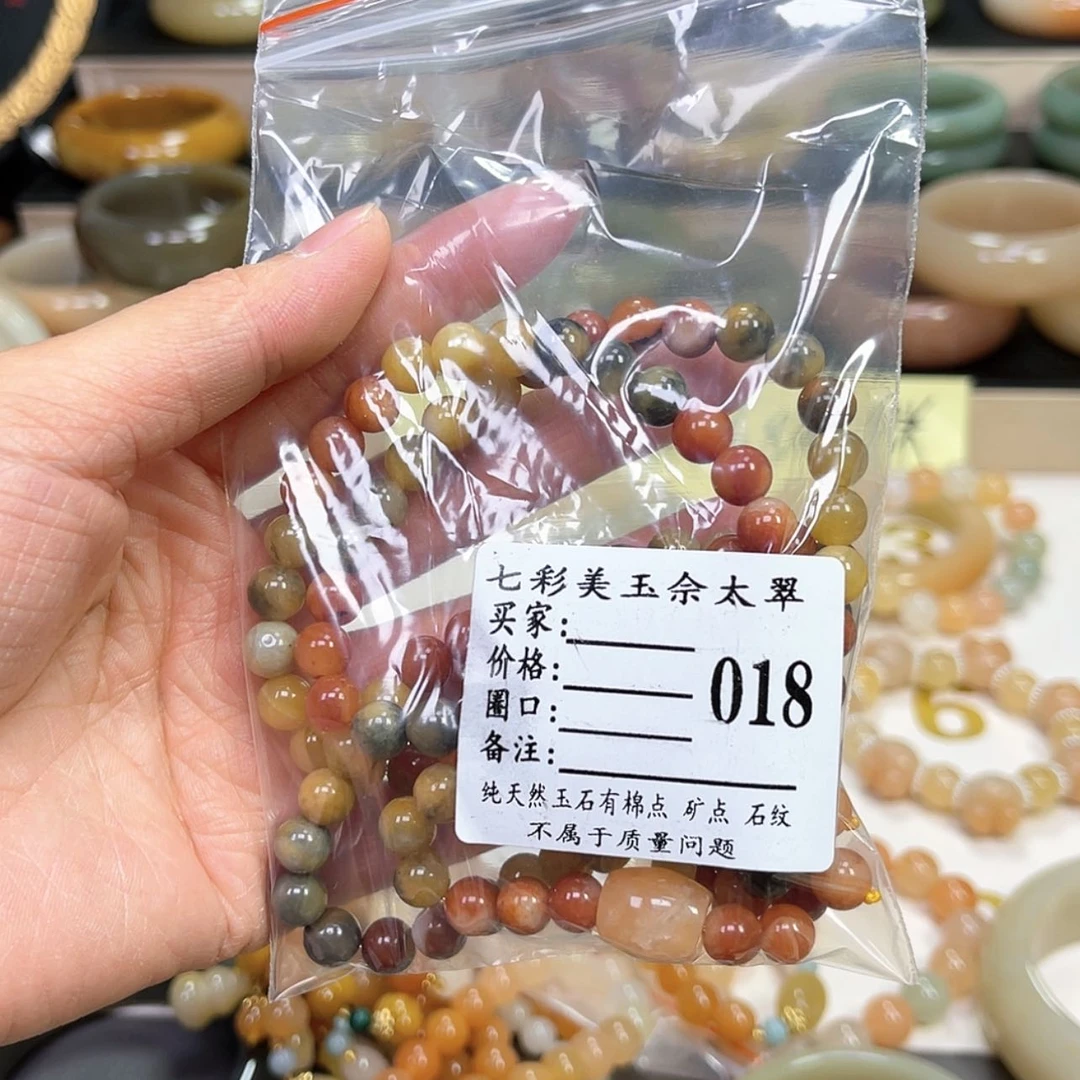 七彩美玉佘太翠
买家：
价格：
圈口：
018
备注：
纯天然玉石有棉点 矿点 石纹
不属于质量问题
6